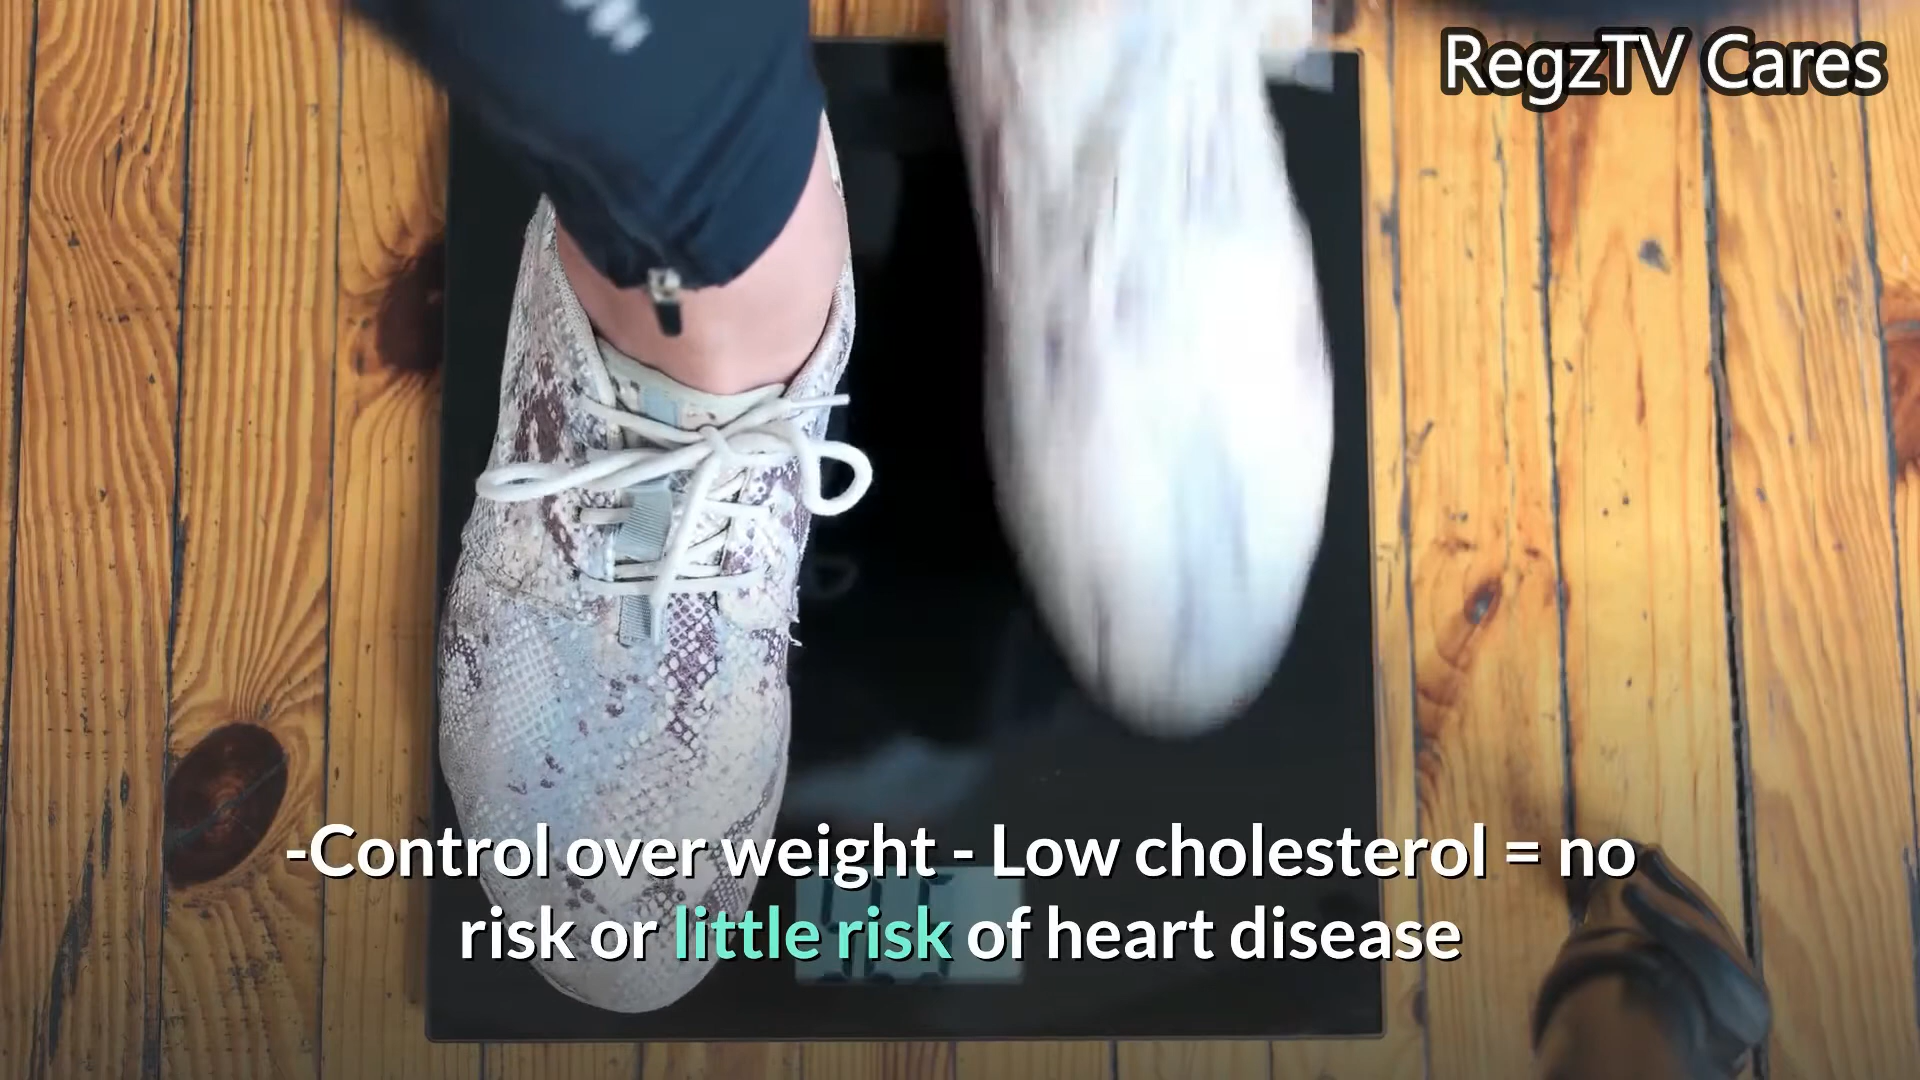 RegzTV Cares
-Control over weight - Low cholesterol = no
risk or little risk of heart disease